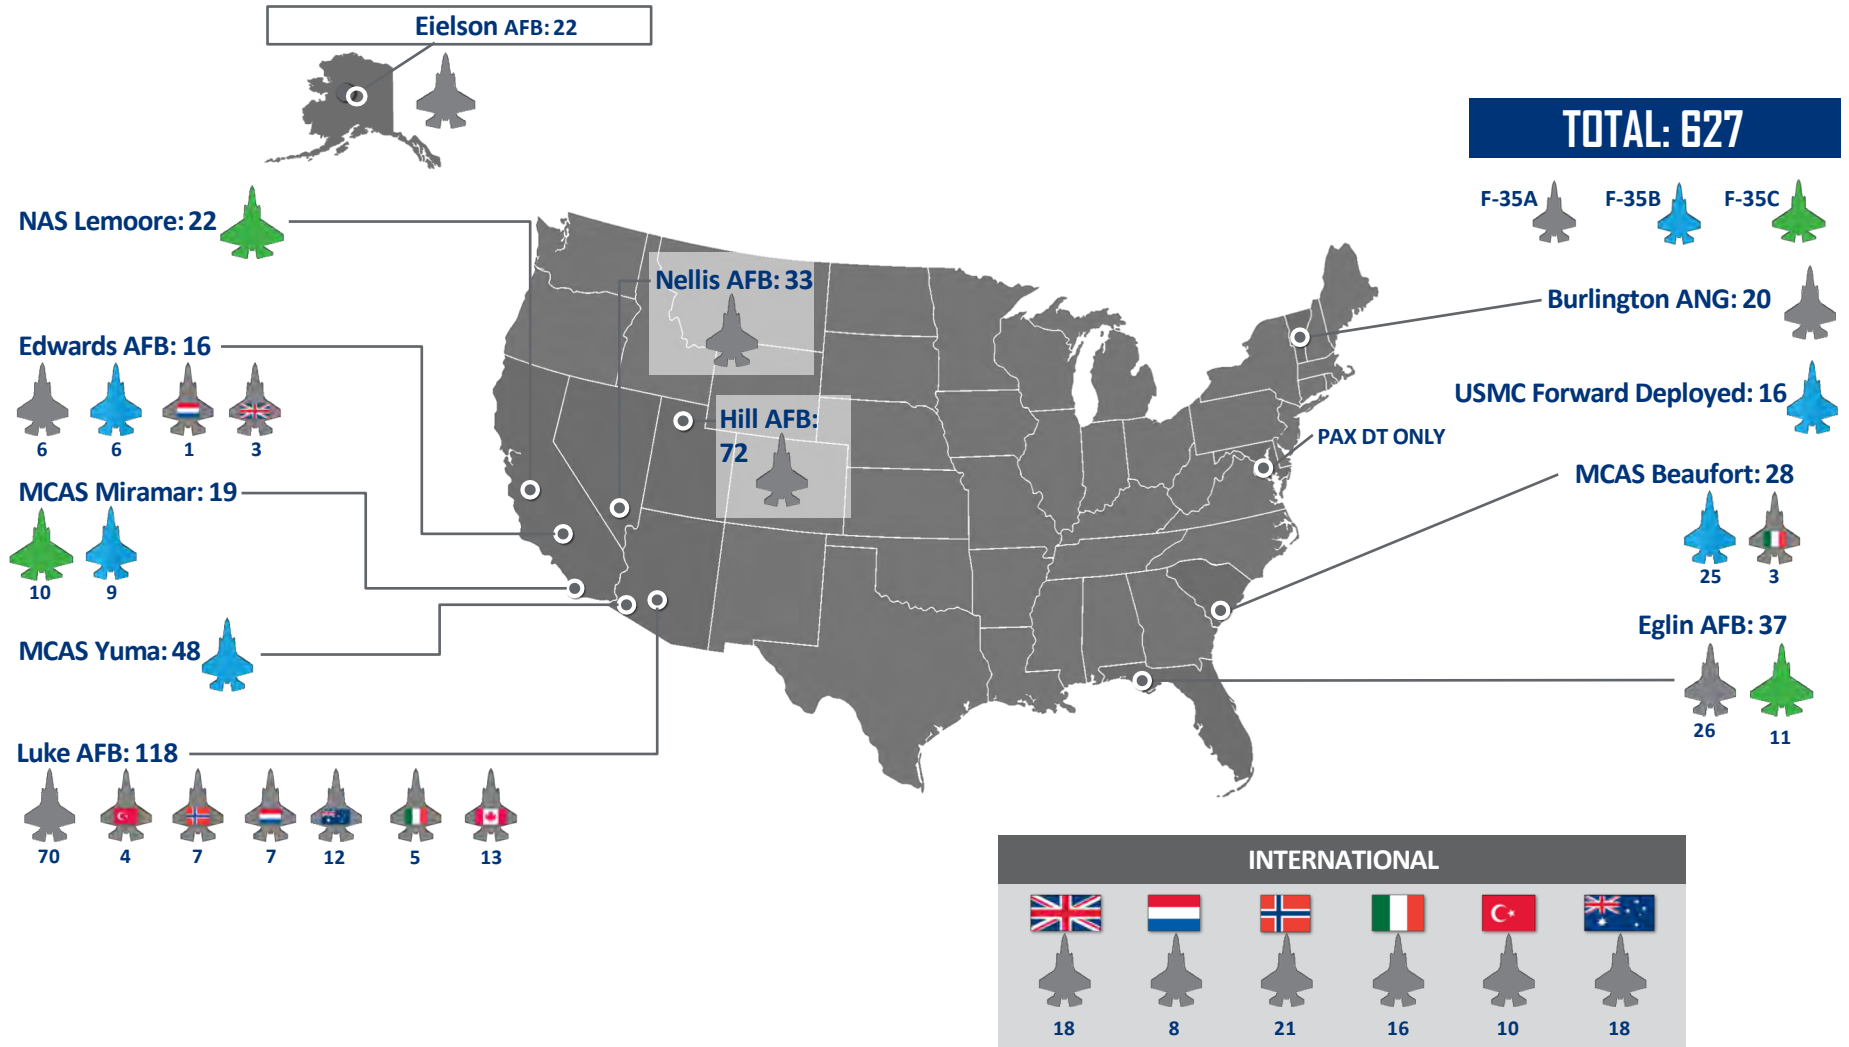 Eielson AFB: 22
TOTAL: 627
F-35A F-35B F-35C
NAS Lemoore: 22
Nellis AFB: 33
Burlington ANG: 20
Edwards AFB: 16
6 6 1 3
USMC Forward Deployed: 16
Hill AFB:
72
PAX DT ONLY
MCAS Miramar: 19
10 9
MCAS Beaufort: 28
25 3
MCAS Yuma: 48
Eglin AFB: 37
26 11
Luke AFB: 118
70 4 7 7 12 5 13
INTERNATIONAL
18 8 21 16 10 18